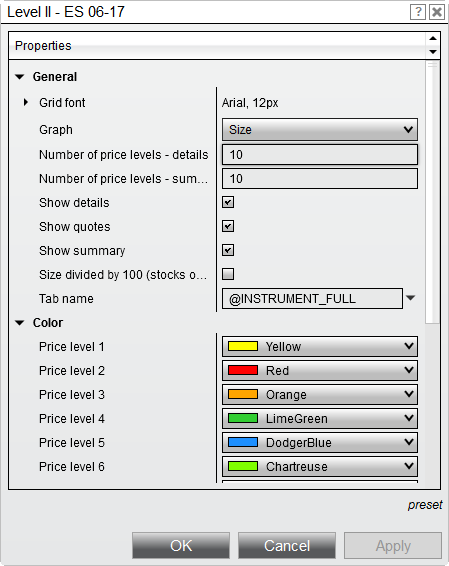 Level II - ES 06-17
Properties
General
Grid font Arial, 12px
Graph Size
Number of price levels - details 10
Number of price levels - sum... 10
Show details
Show quotes
Show summary
Size divided by 100 (stocks o...
Tab name @INSTRUMENT_FULL
Color
Price level 1 Yellow
Price level 2 Red
Price level 3 Orange
Price level 4 LimeGreen
Price level 5 DodgerBlue
Price level 6 Chartreuse
preset
OK Cancel Apply